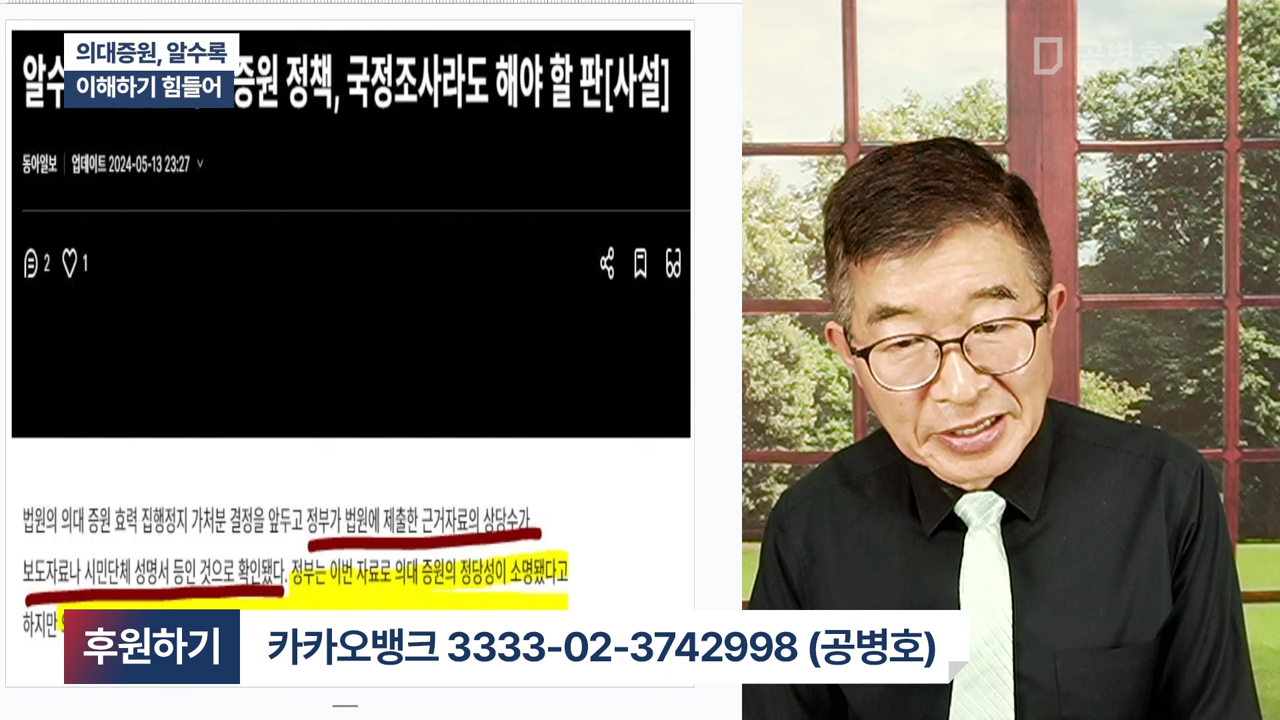 의대증원, 알수록
이해하기 힘들어
알수
증원 정책, 국정조사라도 해야 할 판[사설]
동아일보 업데이트 2024-05-13 23:27
2 1
공병호
법원의 의대 증원 효력 집행정지 가처분 결정을 앞두고 정부가 법원에 제출한 근거자료의 상당수가
보도자료나 시민단체 성명서 등인 것으로 확인됐다. 정부는 이번 자료로 의대 증원의 정당성이 소명됐다고
하지만
후원하기 카카오뱅크 3333-02-3742998 (공병호)